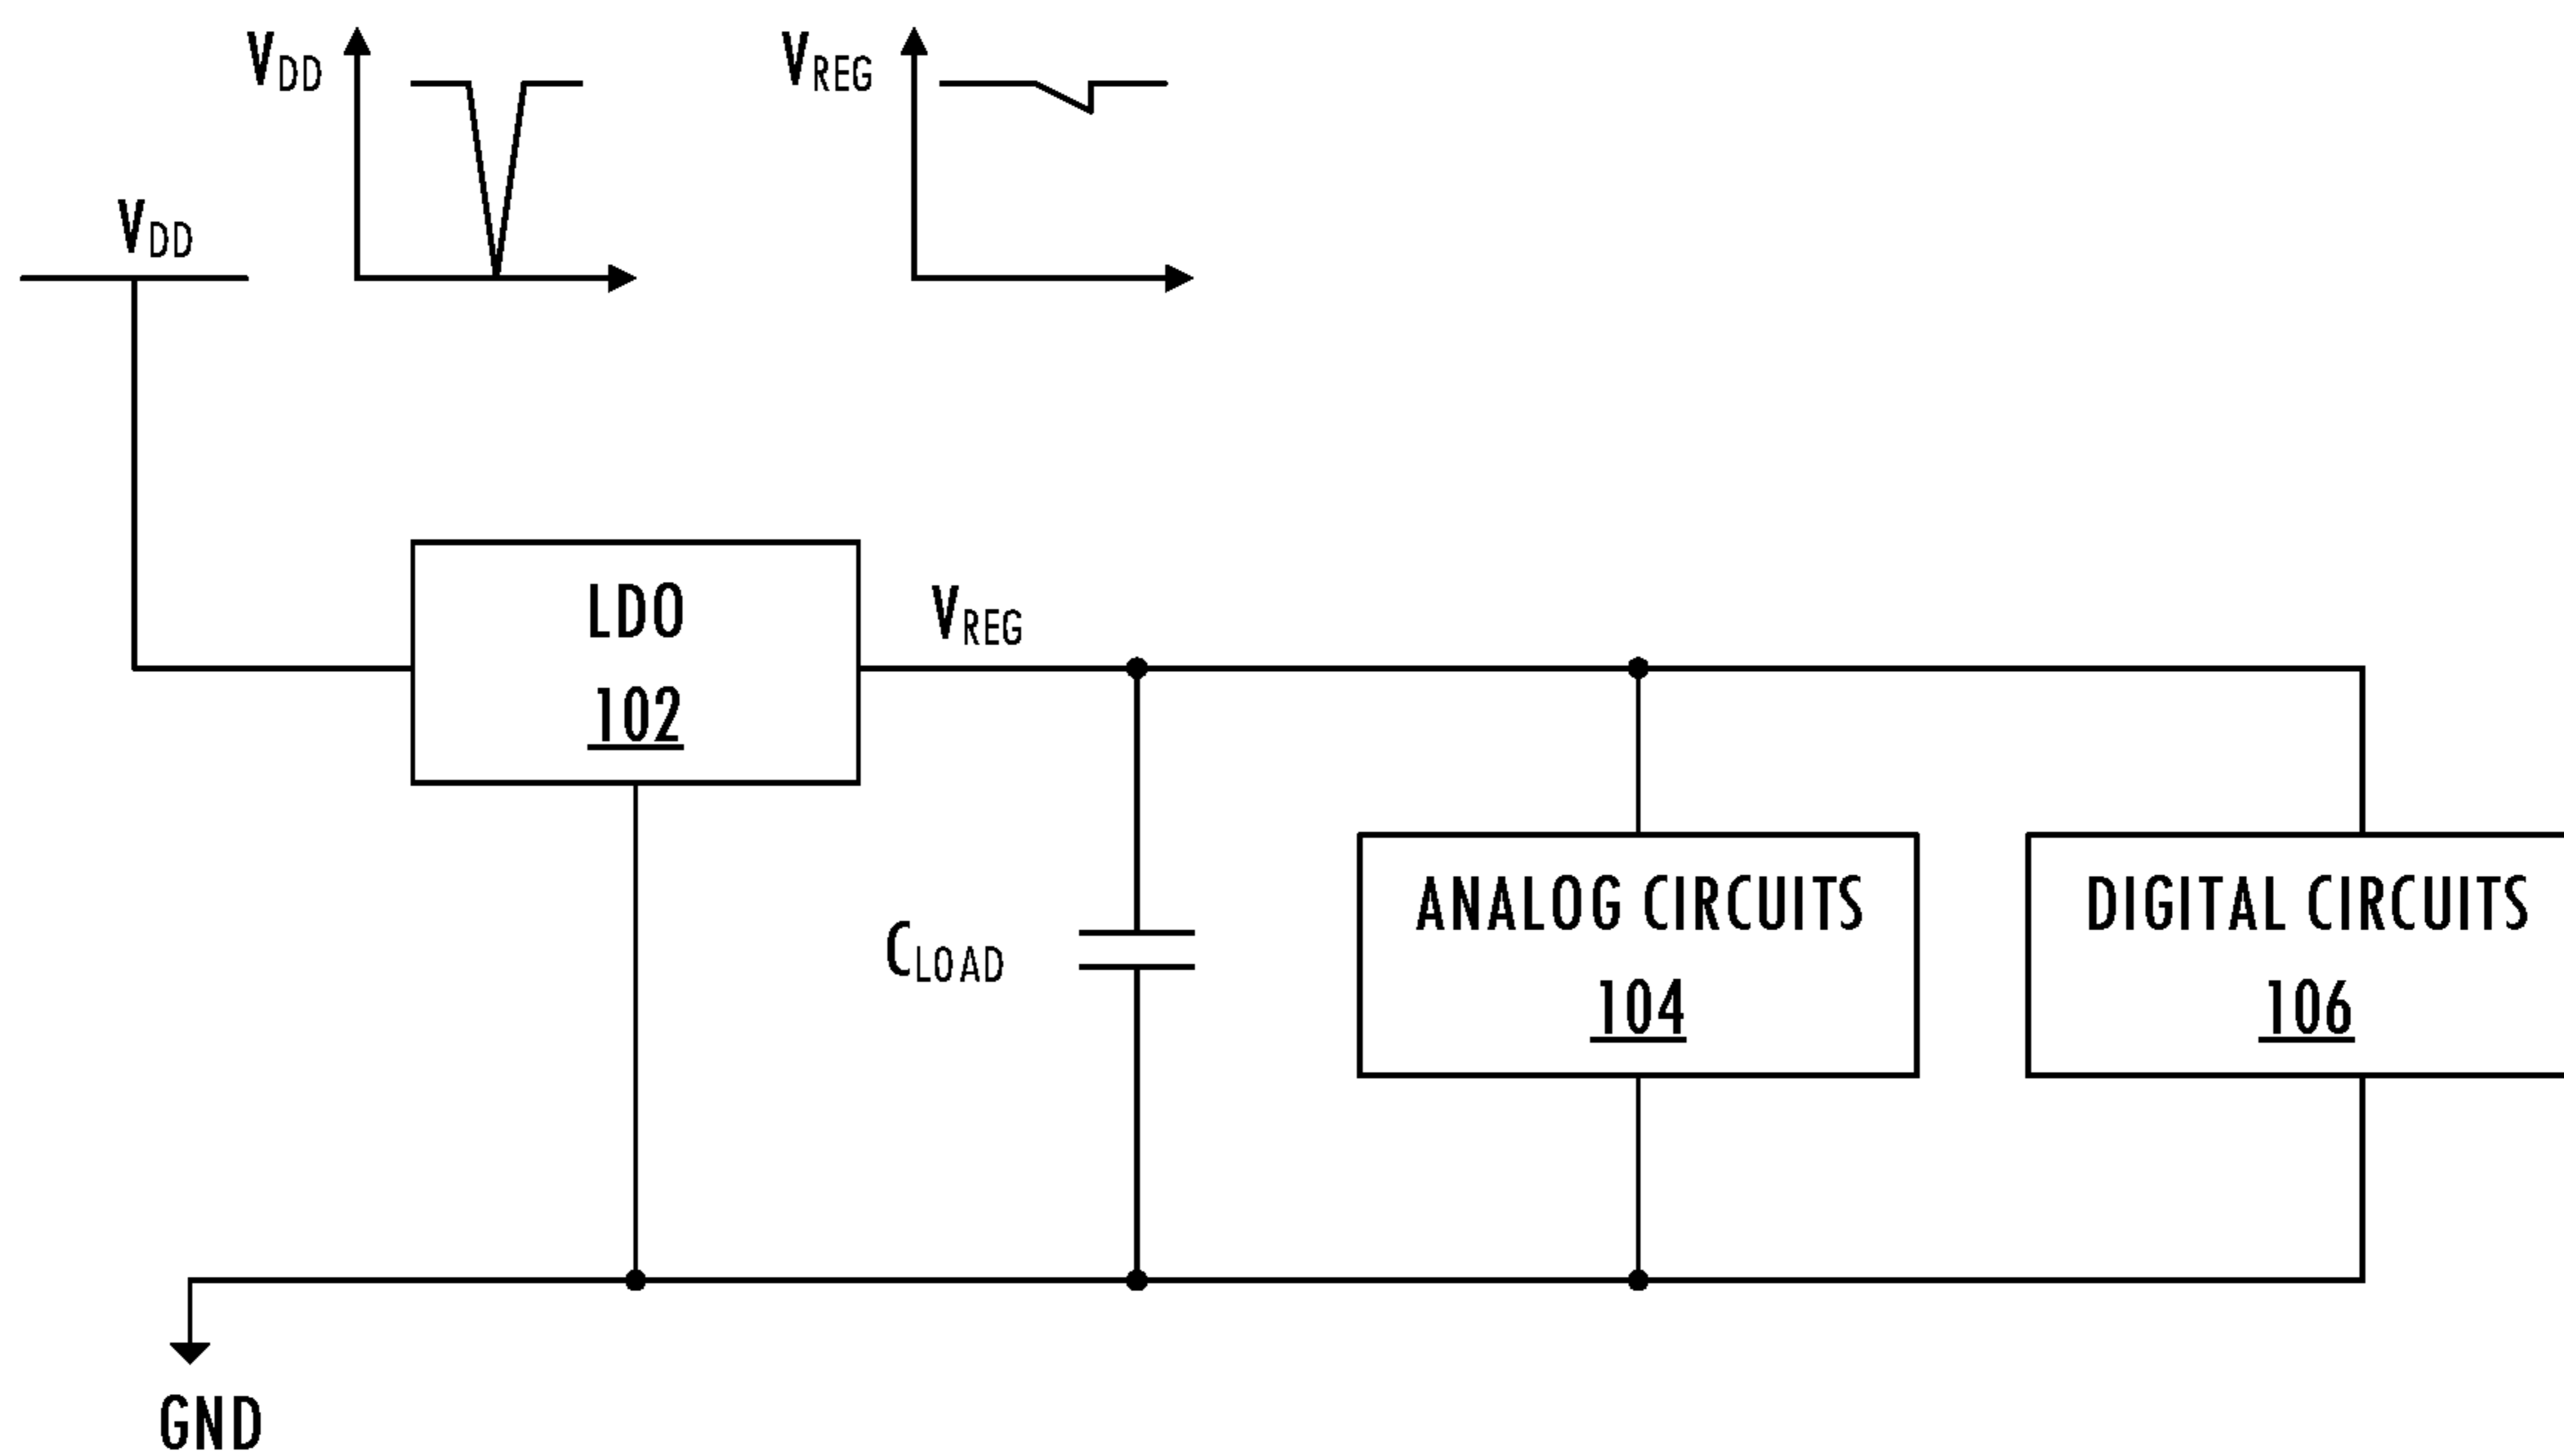 VDD
VREG
VDD
LDO
102
VREG
CLOAD
ANALOG CIRCUITS
104
DIGITAL CIRCUITS
106
GND